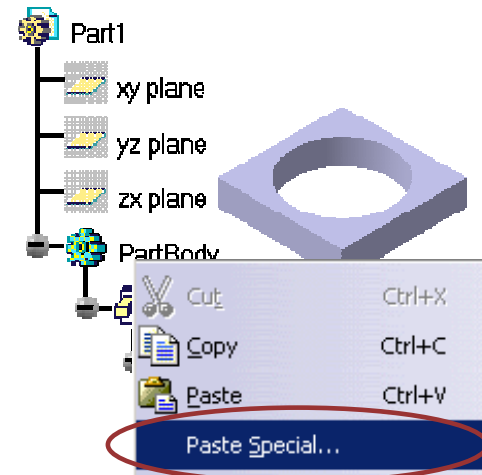 Part1
xy plane
yz plane
zx plane
PartBody
Cut Ctrl+X
Copy Ctrl+C
Paste Ctrl+V
Paste Special...